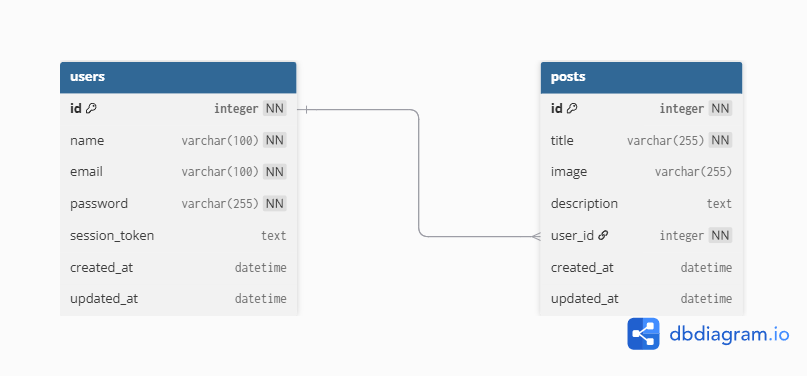 users
id integer NN
name varchar(100) NN
email varchar(100) NN
password varchar(255) NN
session_token text
created_at datetime
updated_at datetime
posts
id integer NN
title varchar(255) NN
image varchar(255)
description text
user_id integer NN
created_at datetime
updated_at datetime
dbdiagram.io